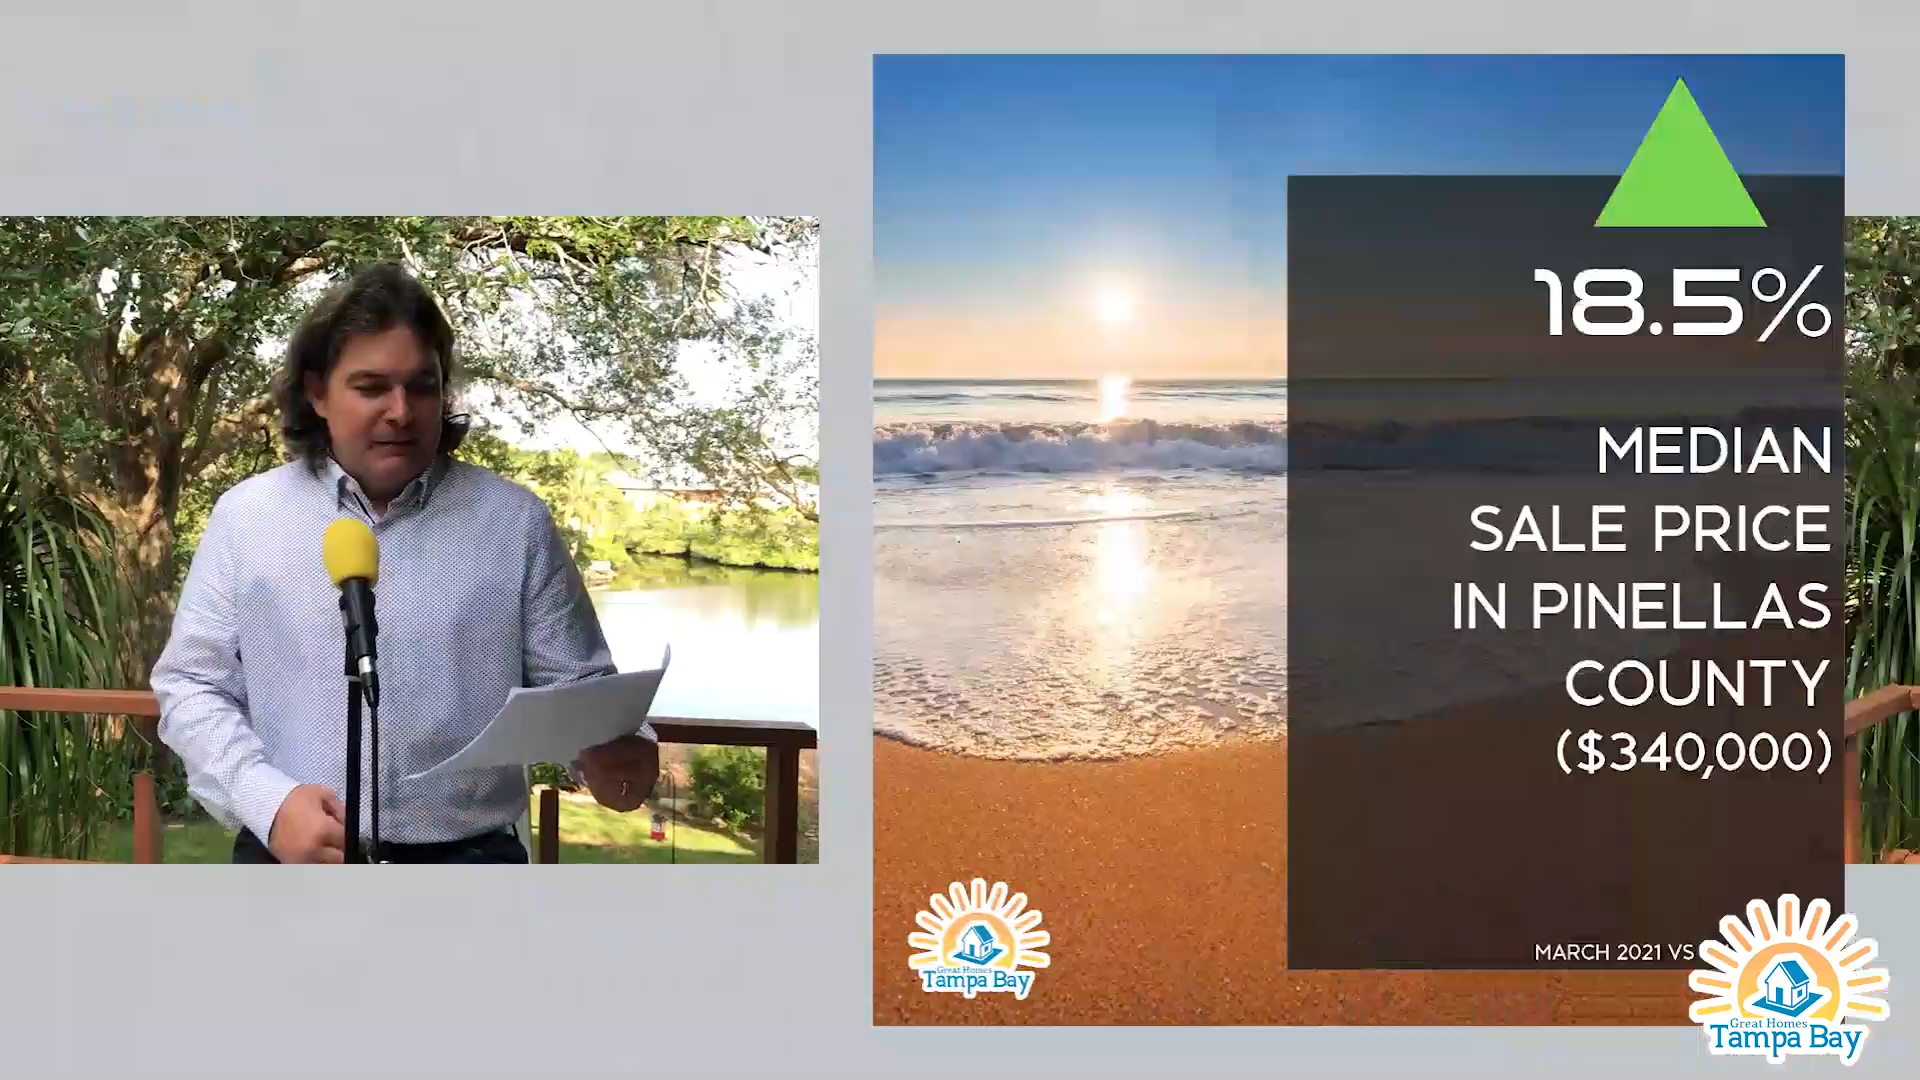 18.5%
MEDIAN
SALE PRICE
IN PINELLAS
COUNTY
($340,000)
MARCH 2021 VS
Great Homes
Tampa Bay
Great Homes
Tampa Bay